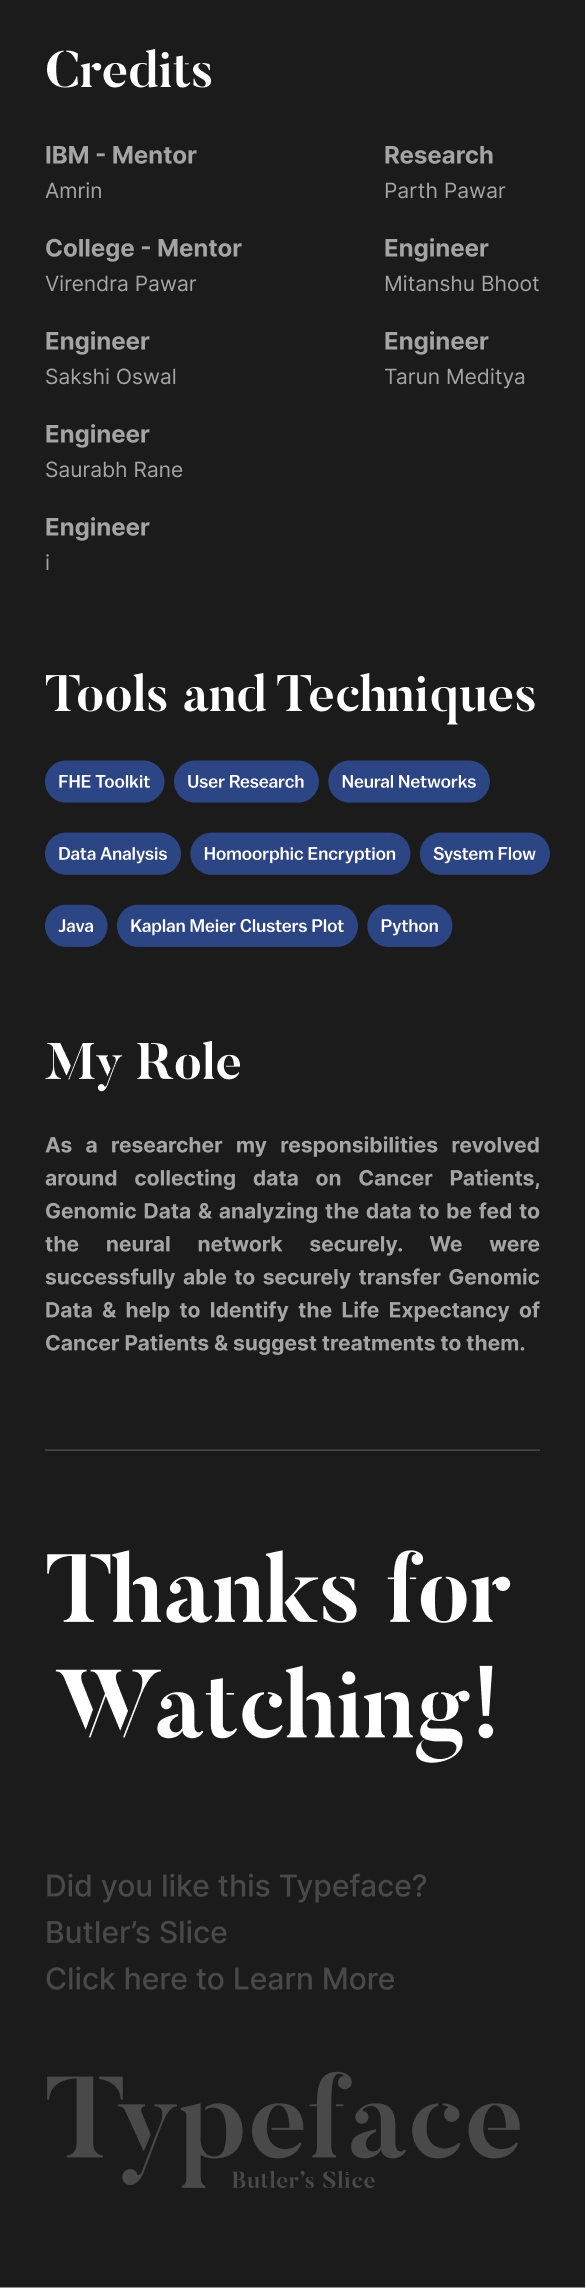 Credits
IBM - Mentor
Amrin
College - Mentor
Virendra Pawar
Engineer
Sakshi Oswal
Engineer
Saurabh Rane
Engineer
i
Research
Parth Pawar
Engineer
Mitanshu Bhoot
Engineer
Tarun Meditya
Tools and Techniques
FHE Toolkit User Research Neural Networks
Data Analysis Homoorphic Encryption System Flow
Java Kaplan Meier Clusters Plot Python
My Role
As a researcher my responsibilities revolved
around collecting data on Cancer Patients,
Genomic Data & analyzing the data to be fed to
the neural network securely. We were
successfully able to securely transfer Genomic
Data & help to Identify the Life Expectancy of
Cancer Patients & suggest treatments to them.
Thanks for
Watching!
Did you like this Typeface?
Butler’s Slice
Click here to Learn More
Typeface
Butler’s Slice